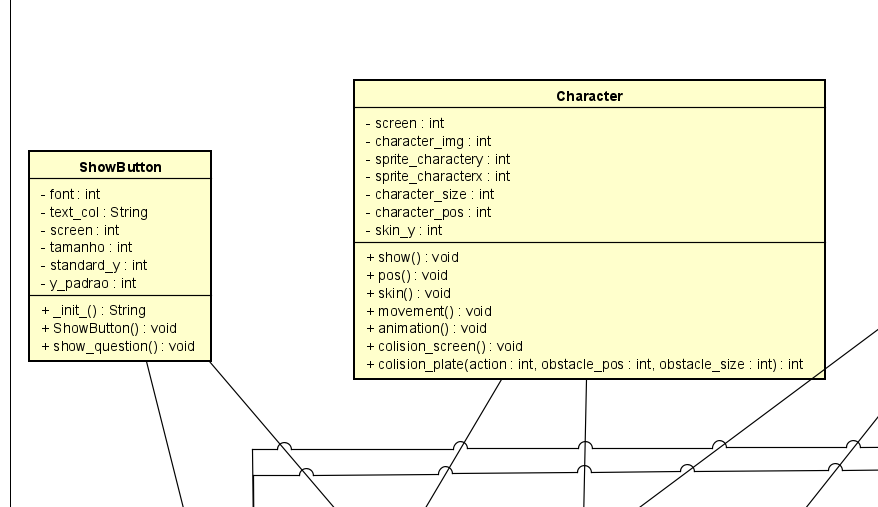 ShowButton
- font : int
- text_col : String
- screen : int
- tamanho : int
- standard_y : int
- y_padrao : int
+ _init_() : String
+ ShowButton() : void
+ show_question() : void
Character
- screen : int
- character_img : int
- sprite_charactery : int
- sprite_characterx : int
- character_size : int
- character_pos : int
- skin_y : int
+ show() : void
+ pos() : void
+ skin() : void
+ movement() : void
+ animation() : void
+ colision_screen() : void
+ colision_plate(action : int, obstacle_pos : int, obstacle_size : int) : int